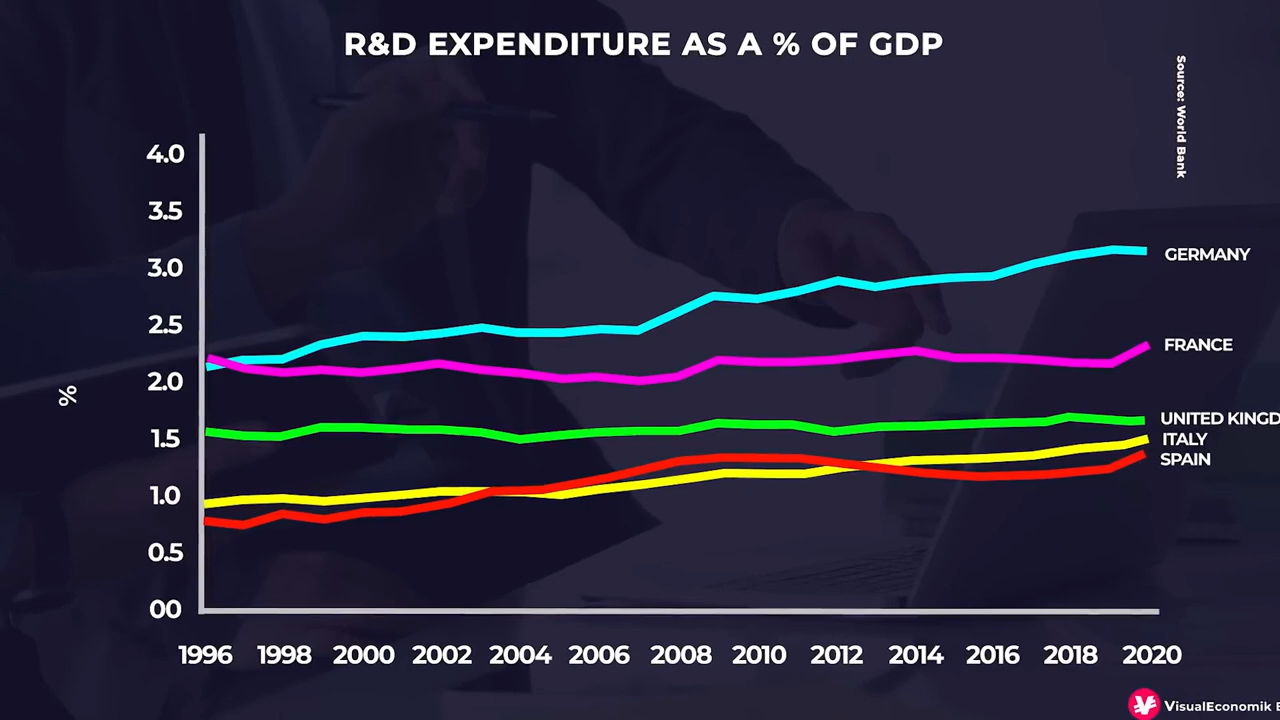 R&D EXPENDITURE AS A % OF GDP
Source: World Bank
4.0
3.5
3.0
2.5
2.0
1.5
1.0
0.5
00
%
GERMANY
FRANCE
UNITED KINGD
ITALY
SPAIN
1996 1998 2000 2002 2004 2006 2008 2010 2012 2014 2016 2018 2020
VisualEconomik E